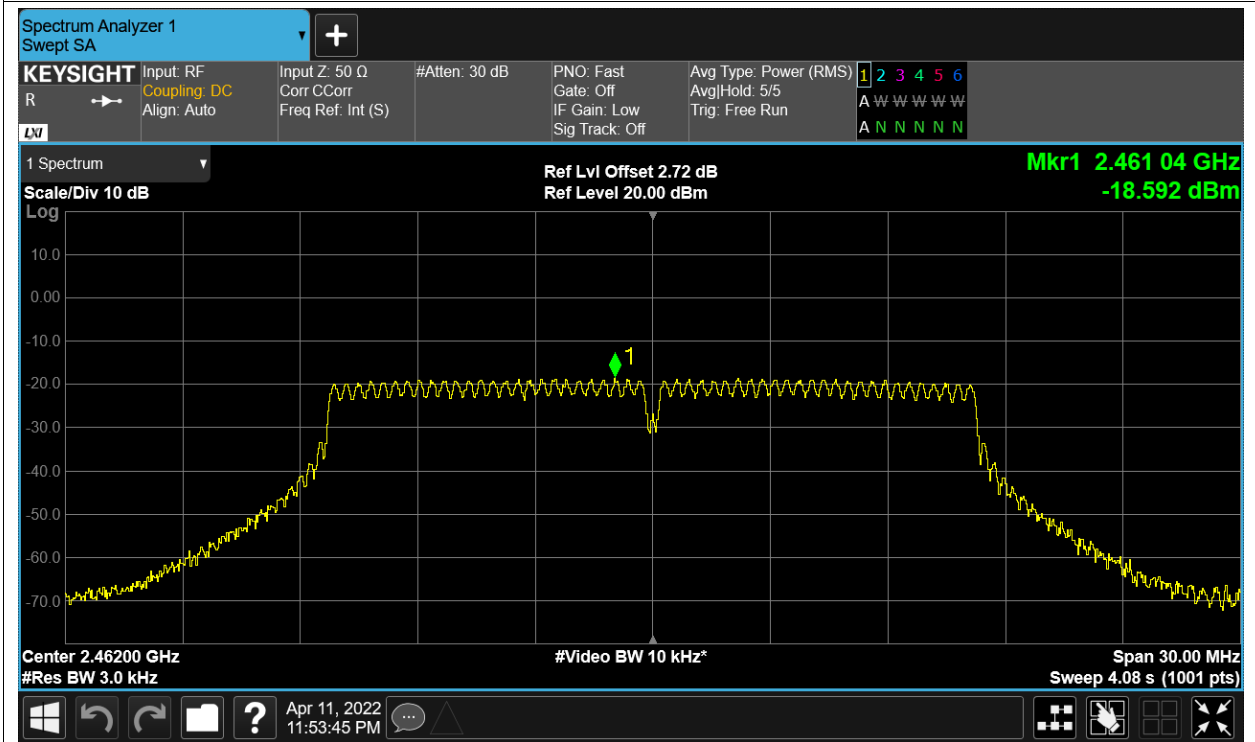 Spectrum Analyzer 1
Swept SA
KEYSIGHT
R
LXI
Input: RF
Coupling: DC
Align: Auto
Input Z: 50 Ω
Corr CCorr
Freq Ref: Int (S)
#Atten: 30 dB
PNO: Fast
Gate: Off
IF Gain: Low
Sig Track: Off
Avg Type: Power (RMS)
Avg|Hold: 5/5
Trig: Free Run
1 2 3 4 5 6
A W W W W W
A N N N N N
1 Spectrum
Scale/Div 10 dB
Log
Ref Lvl Offset 2.72 dB
Ref Level 20.00 dBm
Mkr1 2.461 04 GHz
-18.592 dBm
10.0
0.00
-10.0
1
-20.0
-30.0
-40.0
-50.0
-60.0
-70.0
Center 2.46200 GHz
#Res BW 3.0 kHz
#Video BW 10 kHz*
Span 30.00 MHz
Sweep 4.08 s (1001 pts)
?
Apr 11, 2022
11:53:45 PM